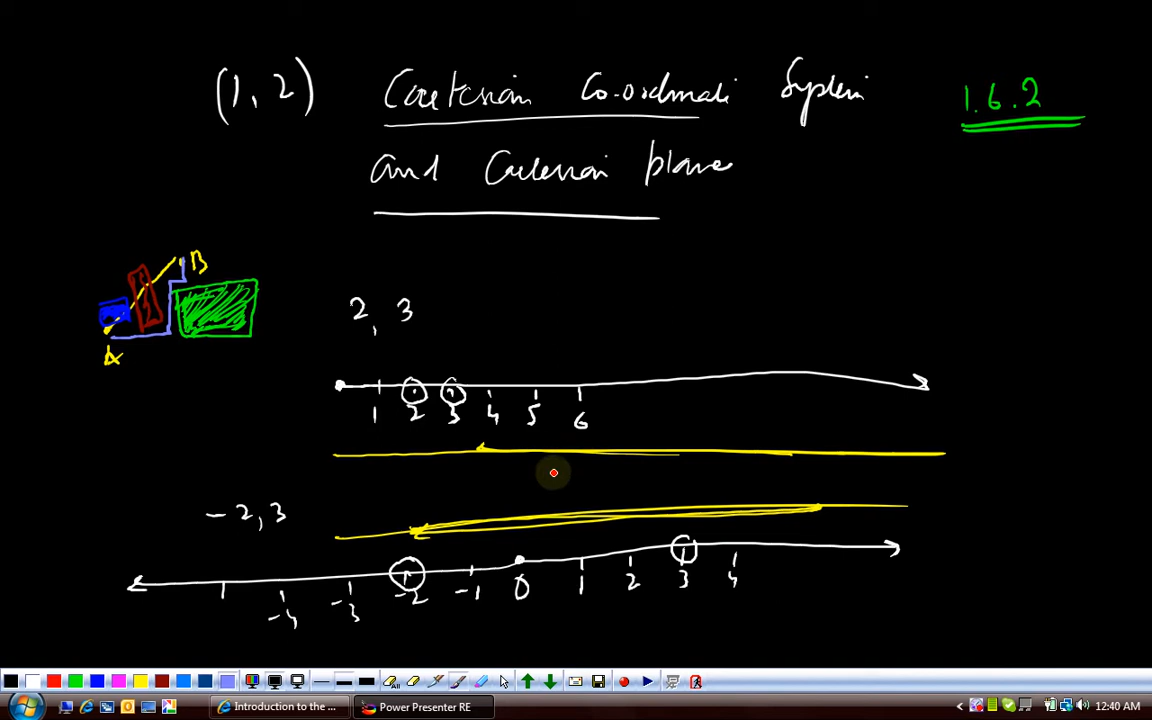 (1, 2) Cartesian Co-ordinate System
1.6.2
and Cartesian plane
B
A
2, 3
1 2 3 4 5 6
-2, 3
-4 -3 -2 -1 0 1 2 3 4
Introduction to the ...
Power Presenter RE
12:40 AM